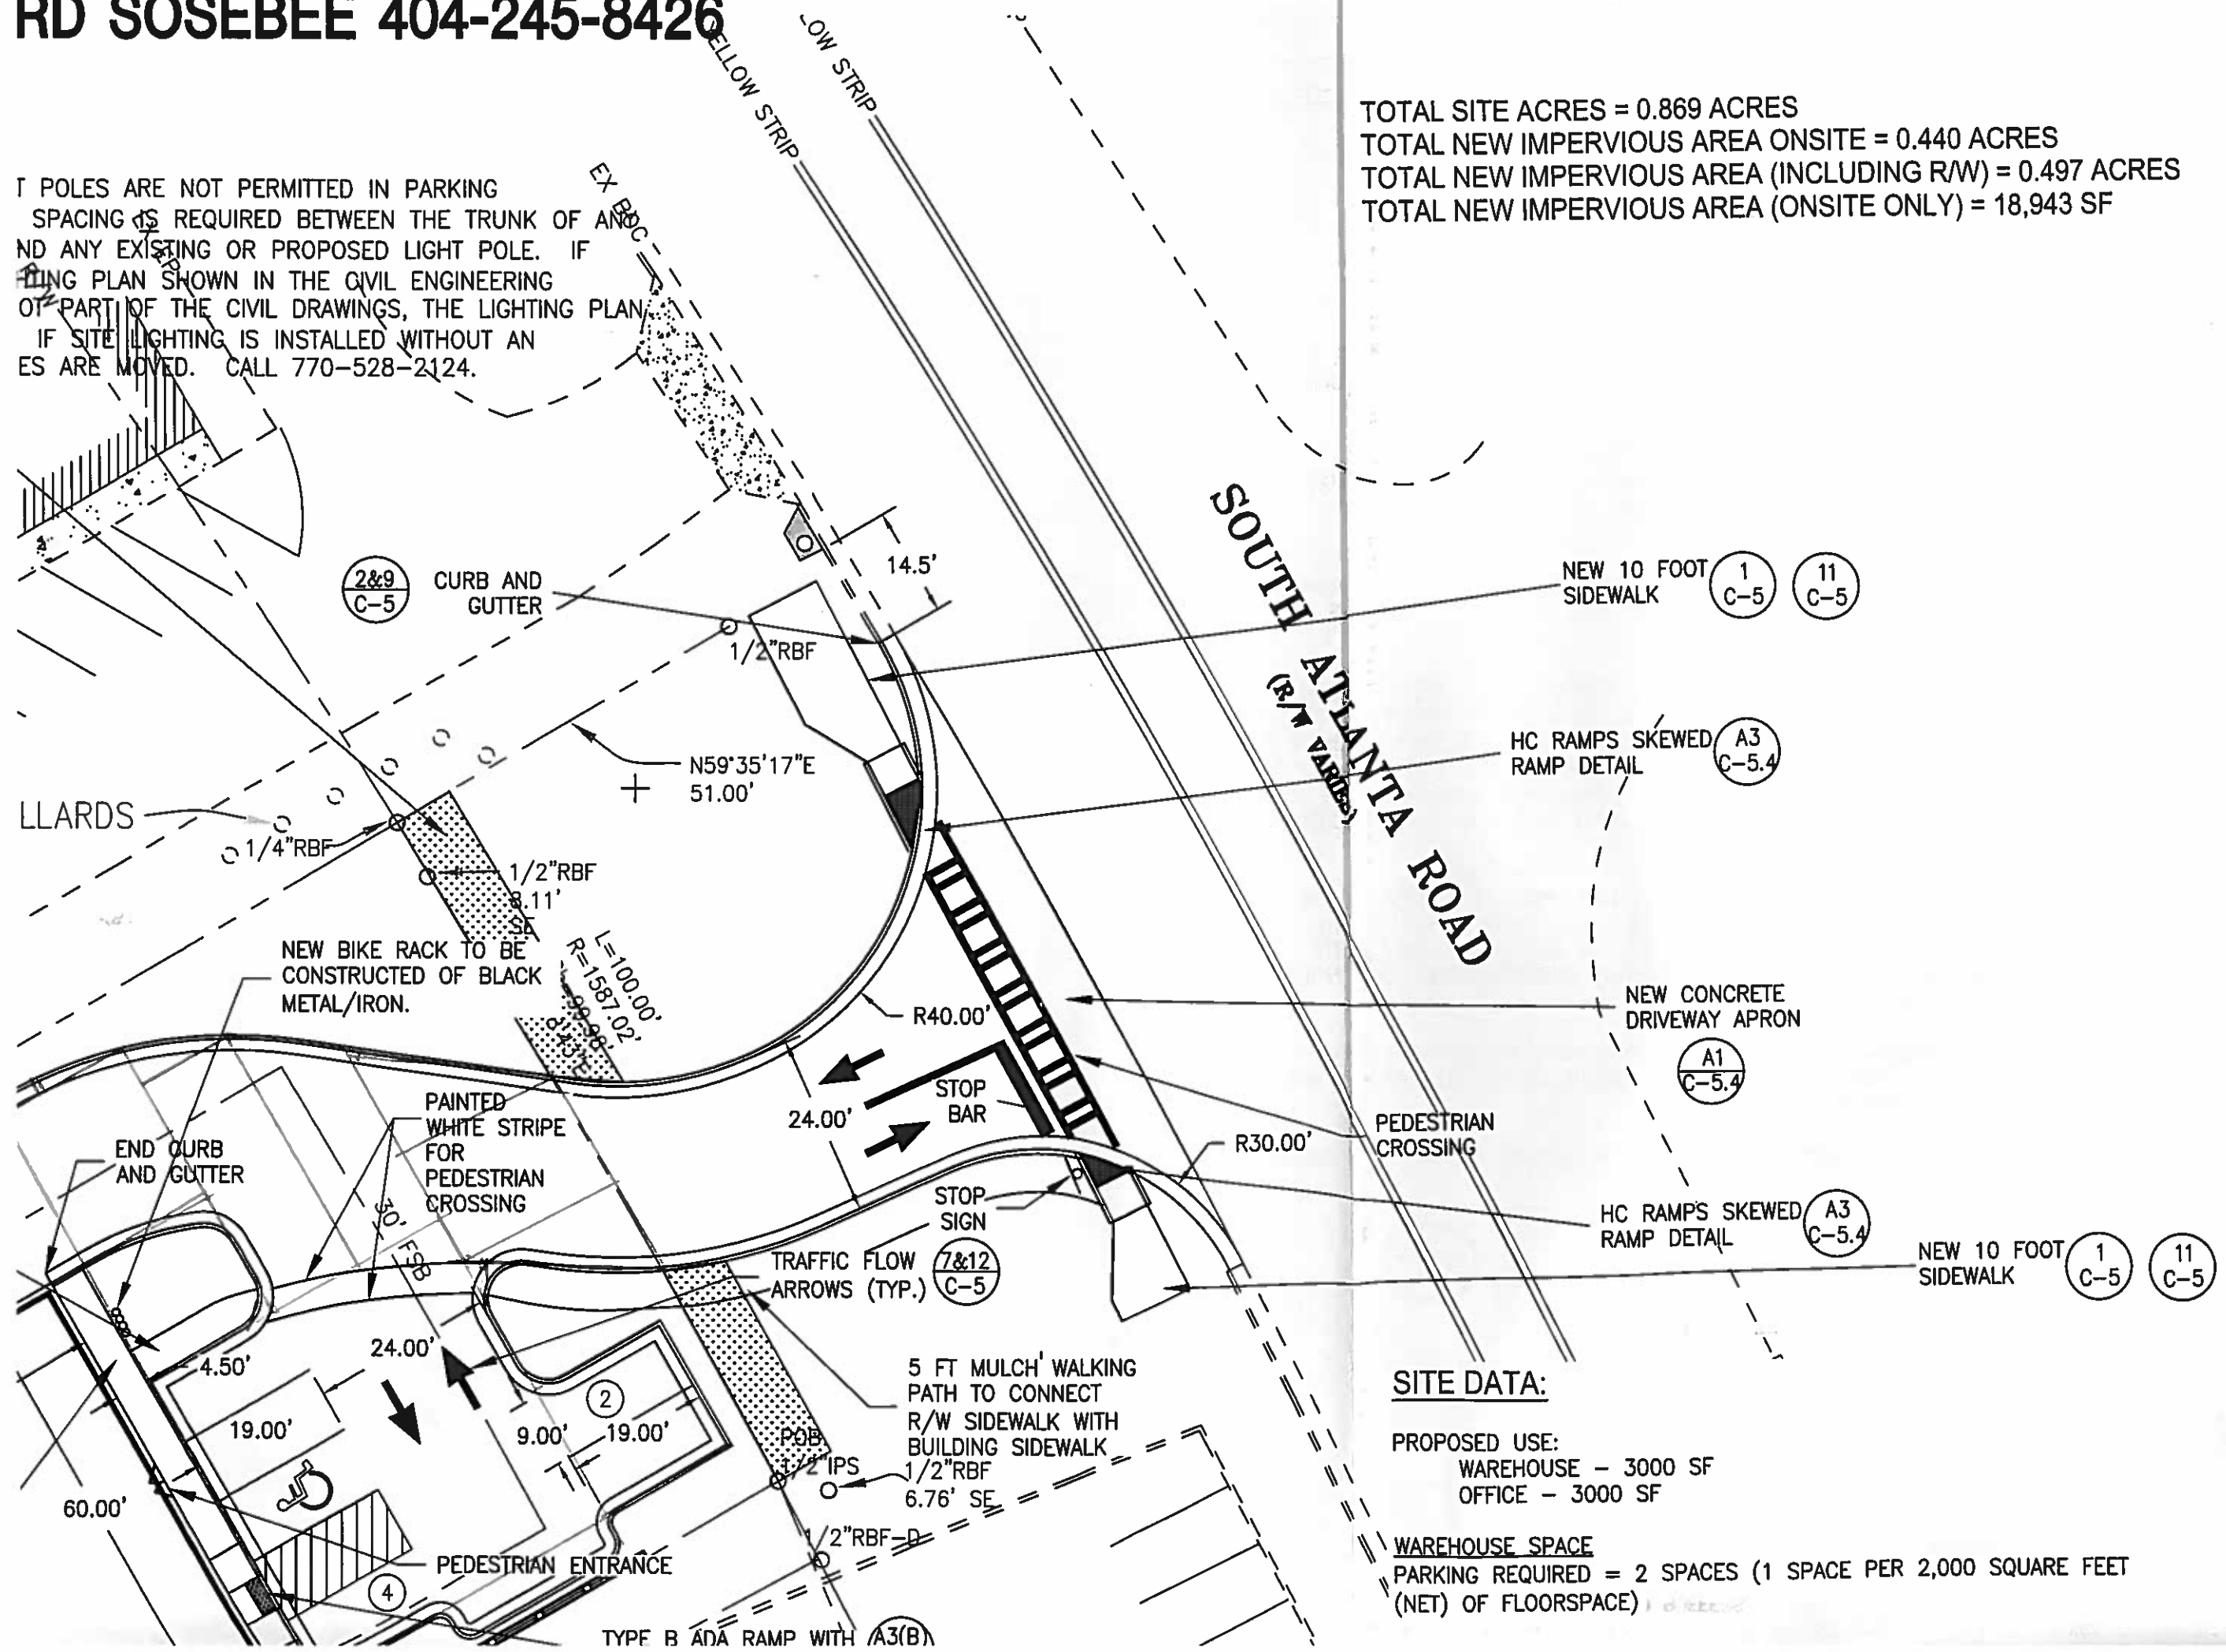 RD SOSEBEE 404-245-8426
ELLOW STRIP
LOW STRIP
TOTAL SITE ACRES = 0.869 ACRES
TOTAL NEW IMPERVIOUS AREA ONSITE = 0.440 ACRES
TOTAL NEW IMPERVIOUS AREA (INCLUDING R/W) = 0.497 ACRES
TOTAL NEW IMPERVIOUS AREA (ONSITE ONLY) = 18,943 SF
T POLES ARE NOT PERMITTED IN PARKING
SPACING IS REQUIRED BETWEEN THE TRUNK OF AN
ND ANY EXISTING OR PROPOSED LIGHT POLE. IF
TING PLAN SHOWN IN THE CIVIL ENGINEERING
OT PART OF THE CIVIL DRAWINGS, THE LIGHTING PLAN
IF SITE LIGHTING IS INSTALLED WITHOUT AN
ES ARE MOVED. CALL 770-528-2124.
EX BOC
R/W
14.5'
2&9
C-5
CURB AND
GUTTER
1/2"RBF
SOUTH ATLANTA ROAD
(R/W VARIES)
NEW 10 FOOT
SIDEWALK
1
C-5
11
C-5
N59°35'17"E
51.00'
HC RAMPS SKEWED
RAMP DETAIL
A3
C-5.4
LLARDS
1/4"RBF
1/2"RBF
3.11'
SE
NEW BIKE RACK TO BE
CONSTRUCTED OF BLACK
METAL/IRON.
L=100.00'
R=1587.02'
99.98'
R40.00'
NEW CONCRETE
DRIVEWAY APRON
A1
C-5.4
STOP
BAR
24.00'
PAINTED
WHITE STRIPE
FOR
PEDESTRIAN
CROSSING
END CURB
AND GUTTER
R30.00'
PEDESTRIAN
CROSSING
30' FSB
STOP
SIGN
HC RAMPS SKEWED
RAMP DETAIL
A3
C-5.4
TRAFFIC FLOW
ARROWS (TYP.)
7&12
C-5
NEW 10 FOOT
SIDEWALK
1
C-5
11
C-5
24.00'
4.50'
19.00'
2
9.00'
19.00'
5 FT MULCH WALKING
PATH TO CONNECT
R/W SIDEWALK WITH
BUILDING SIDEWALK
POB
1/2"IPS
1/2"RBF
6.76' SE
1/2"RBF-D
60.00'
PEDESTRIAN ENTRANCE
4
TYPE B ADA RAMP WITH
A3(B)
SITE DATA:
PROPOSED USE:
WAREHOUSE - 3000 SF
OFFICE - 3000 SF
WAREHOUSE SPACE
PARKING REQUIRED = 2 SPACES (1 SPACE PER 2,000 SQUARE FEET
(NET) OF FLOORSPACE)